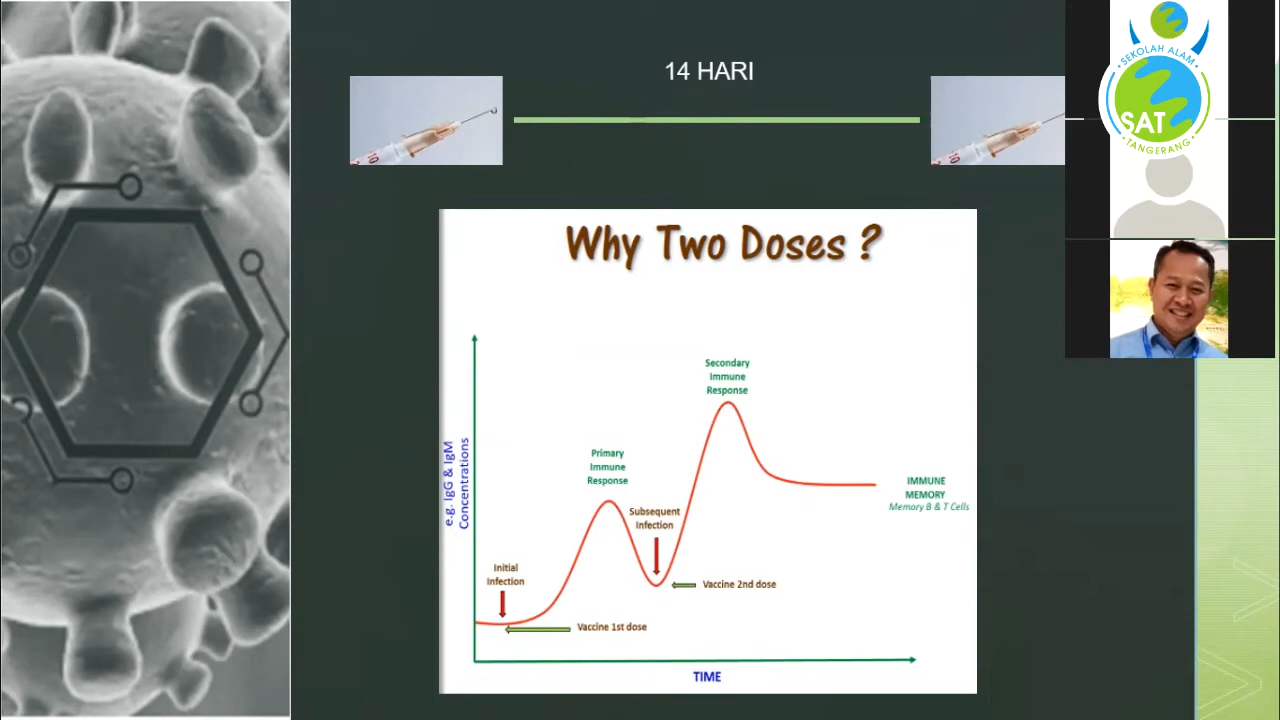 14 HARI
SEKOLAH ALAM
SAT
TANGERANG
Why Two Doses ?
Secondary
Immune
Response
Primary
Immune
Response
Subsequent
Infection
Initial
Infection
Vaccine 1st dose
Vaccine 2nd dose
IMMUNE
MEMORY
Memory B & T Cells
e.g. IgG & IgM
Concentrations
TIME